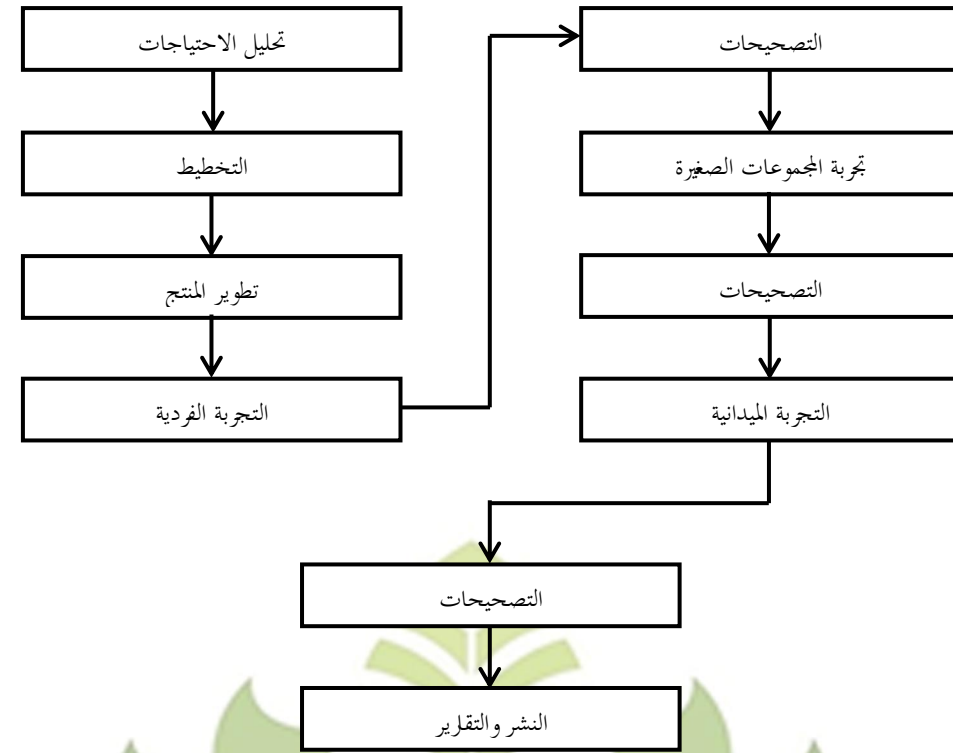 تحليل الاحتياجات
التخطيط
تطوير المنتج
التجربة الفردية
التصحيحات
تجربة المجموعات الصغيرة
التصحيحات
التجربة الميدانية
التصحيحات
النشر والتقارير